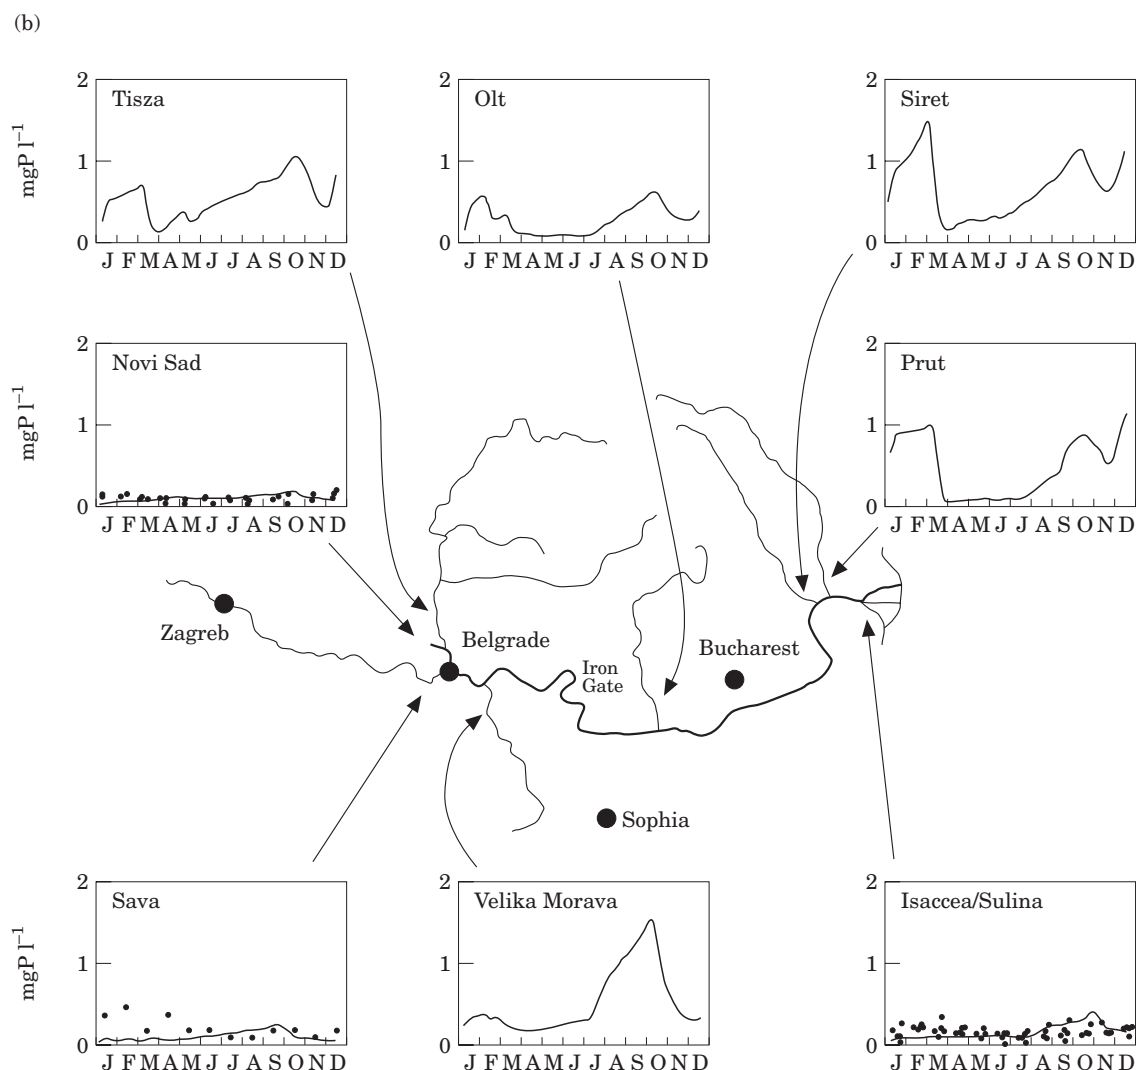 (b)
2
1
0
mgP l⁻¹
Tisza
J F M A M J J A S O N D
2
1
0
Olt
J F M A M J J A S O N D
2
1
0
Siret
J F M A M J J A S O N D
2
1
0
mgP l⁻¹
Novi Sad
J F M A M J J A S O N D
2
1
0
Prut
J F M A M J J A S O N D
Zagreb
Belgrade
Iron
Gate
Bucharest
Sophia
2
1
0
mgP l⁻¹
Sava
J F M A M J J A S O N D
2
1
0
Velika Morava
J F M A M J J A S O N D
2
1
0
Isaccea/Sulina
J F M A M J J A S O N D